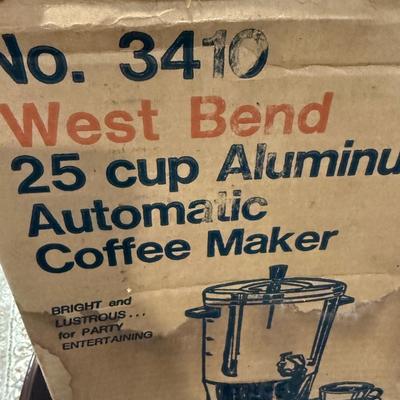 No. 3410
West Bend
25 cup Aluminu
Automatic
Coffee Maker
BRIGHT and
LUSTROUS...
for PARTY
ENTERTAINING